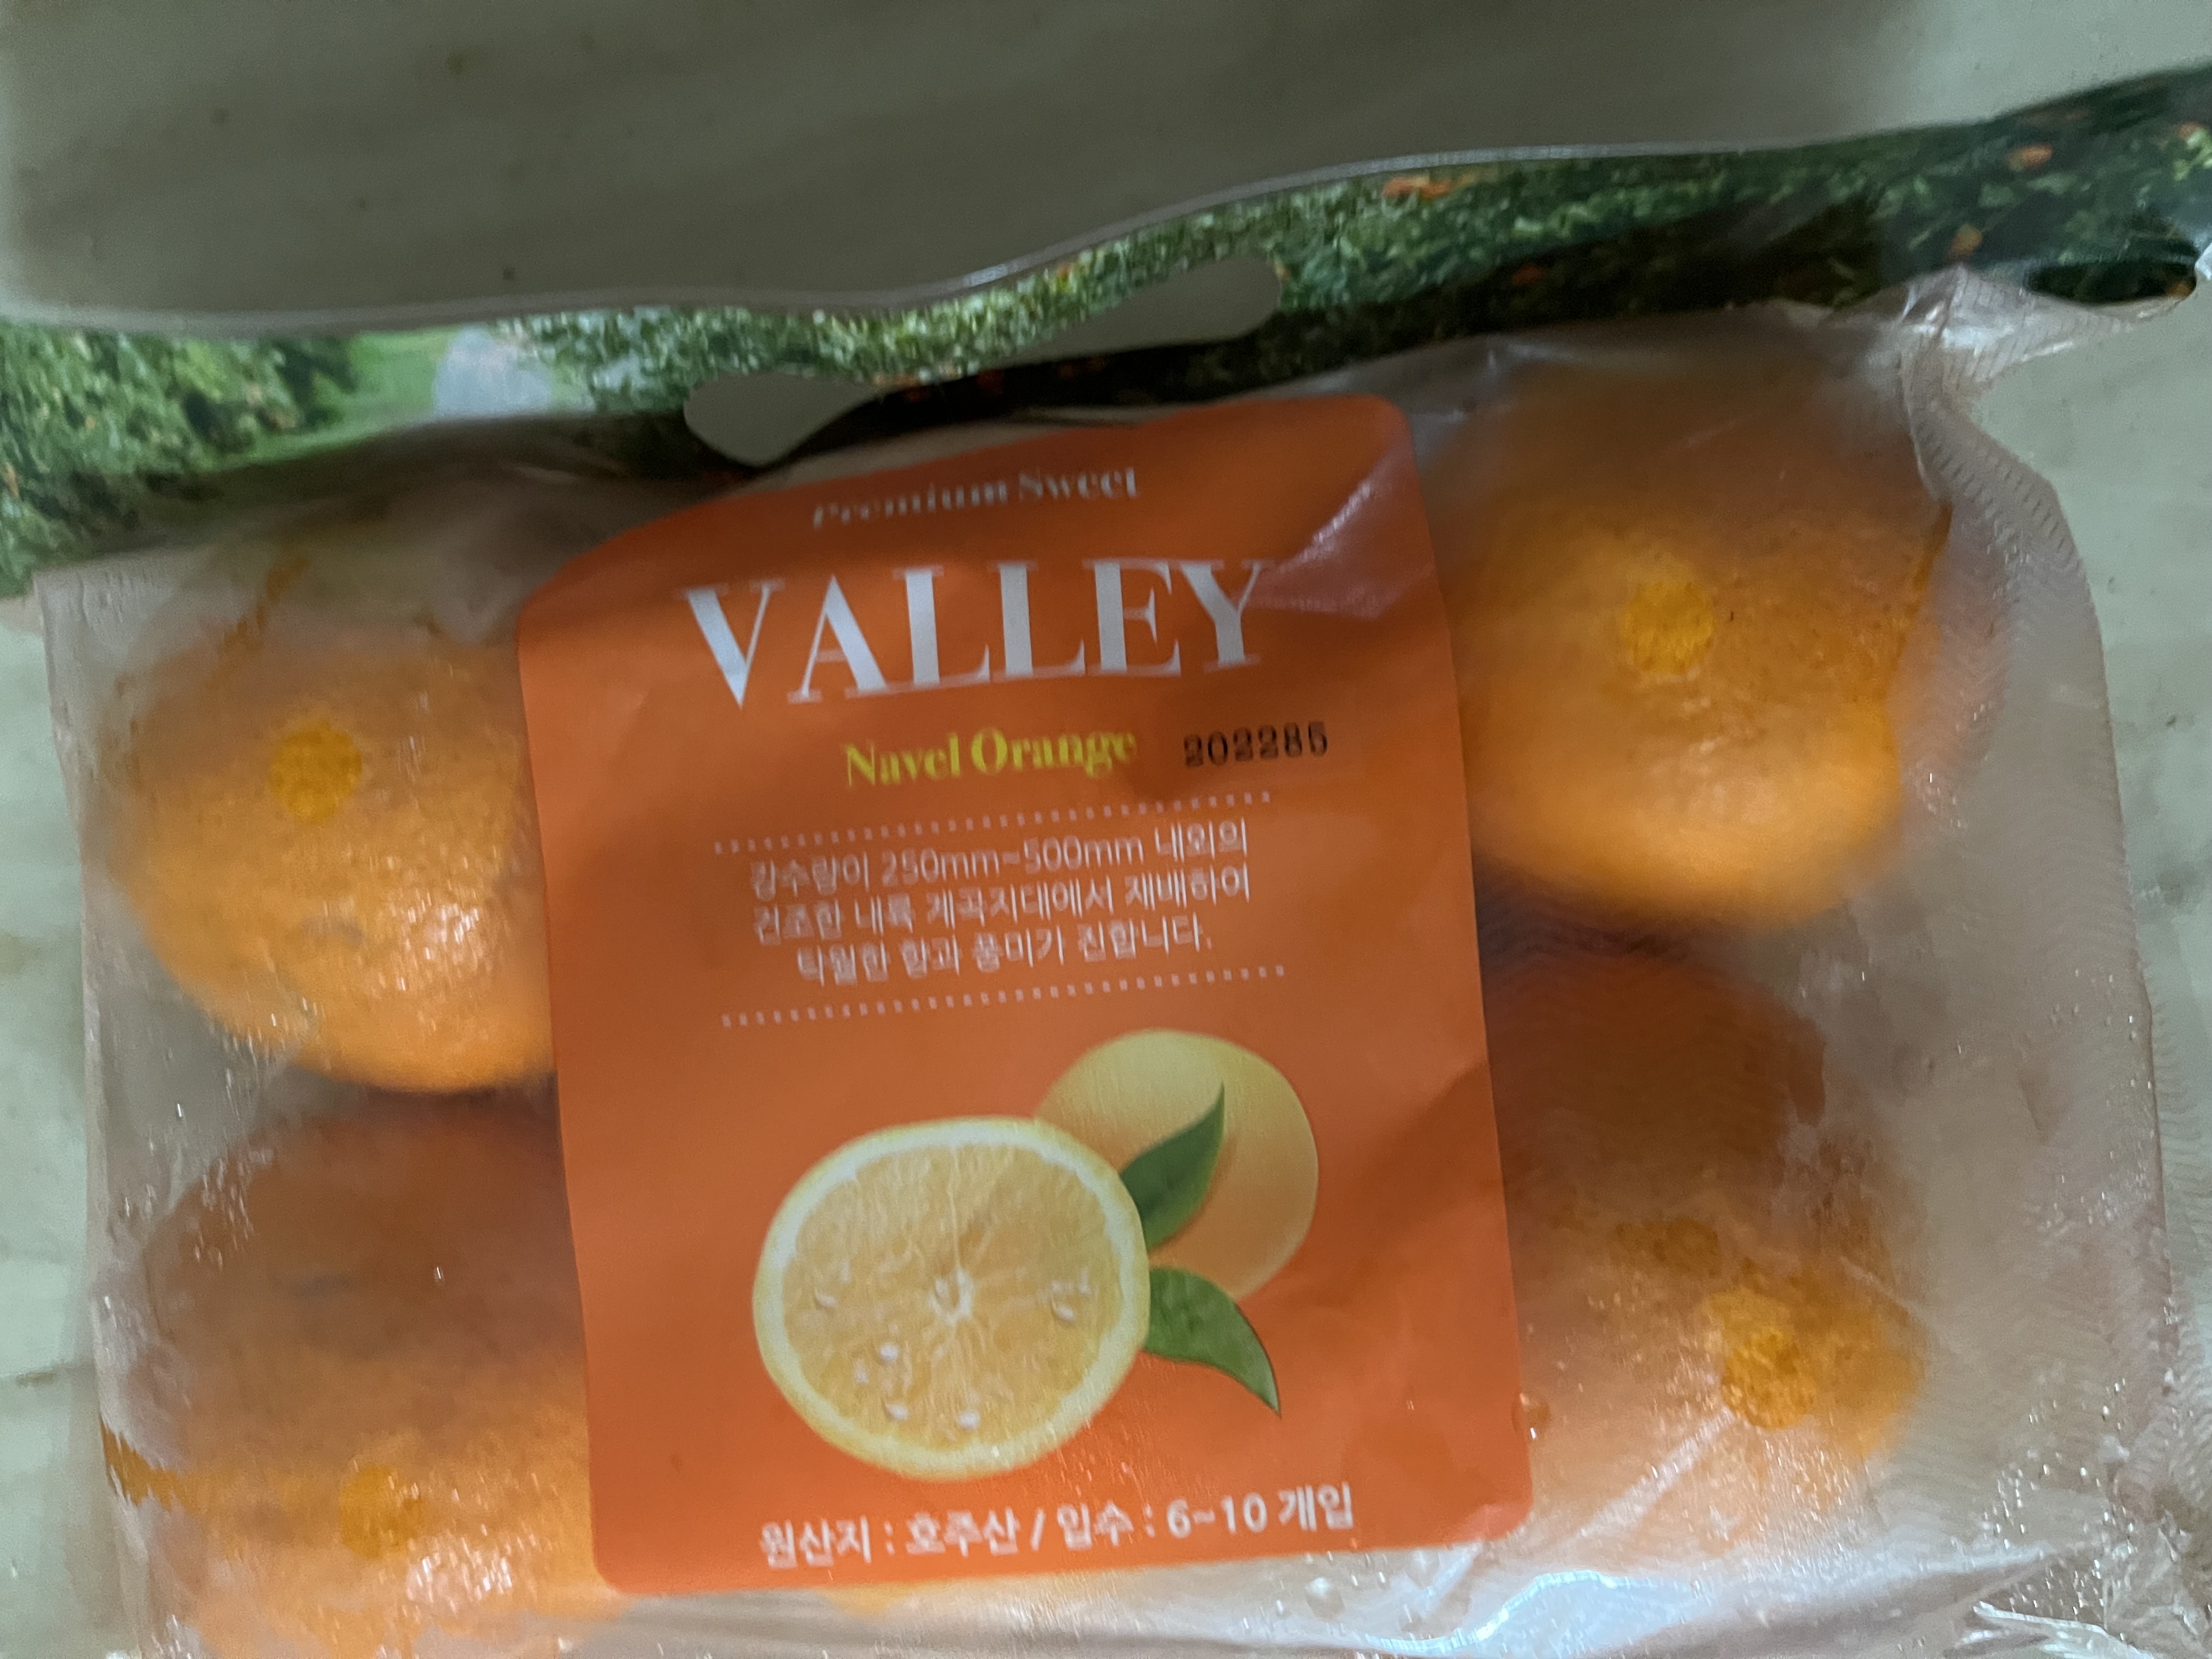 Premium Sweet
VALLEY
Navel Orange 202285
강수량이 250mm~500mm 내외의
건조한 내륙 계곡지대에서 재배하여
탁월한 향과 풍미가 진합니다.
원산지 : 호주산 / 입수 : 6~10 개입